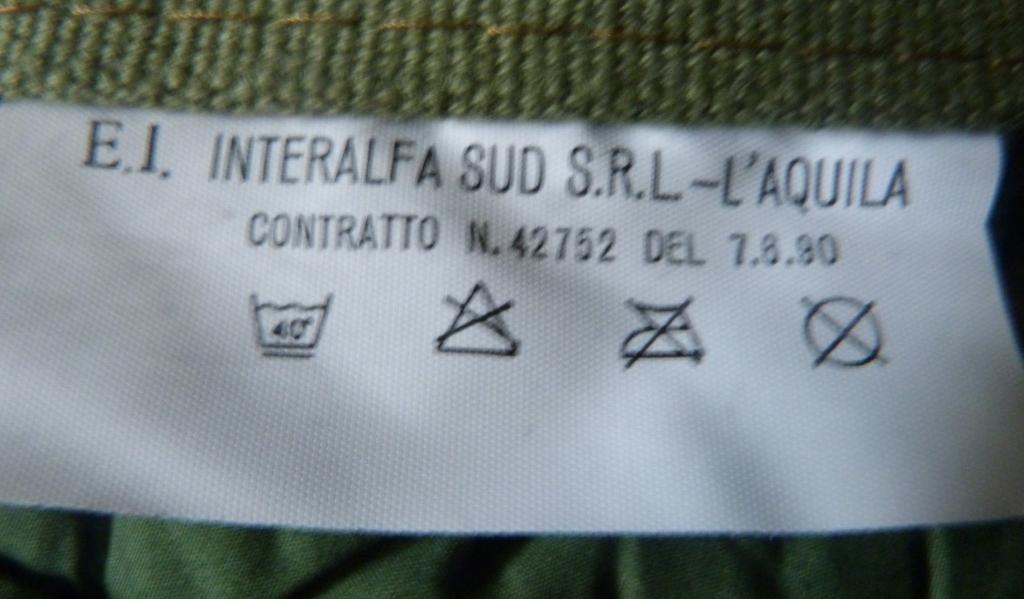 E.I. INTERALFA SUD S.R.L.-L'AQUILA
CONTRATTO N.42752 DEL 7.8.90
40°